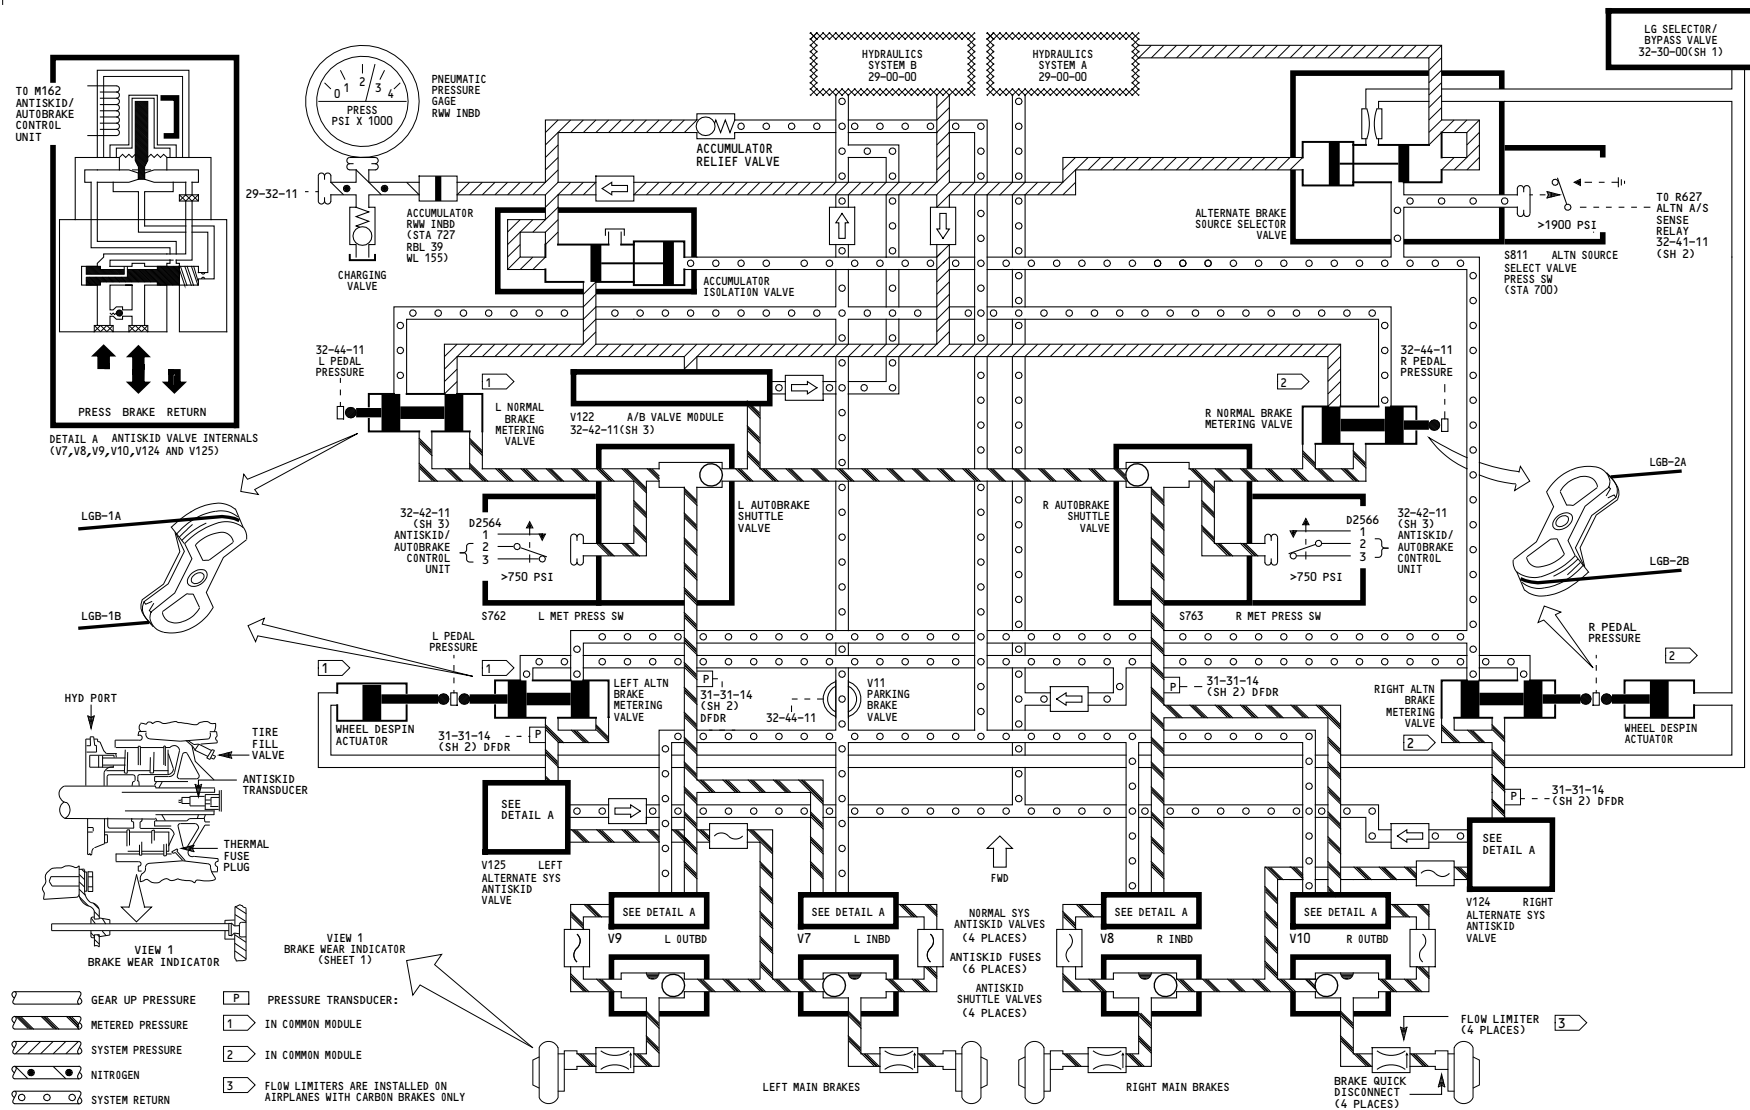 LG SELECTOR/
BYPASS VALVE
32-30-00(SH 1)
HYDRAULICS
SYSTEM B
29-00-00
HYDRAULICS
SYSTEM A
29-00-00
TO M162
ANTISKID/
AUTOBRAKE
CONTROL
UNIT
PRESS BRAKE RETURN
DETAIL A ANTISKID VALVE INTERNALS
(V7,V8,V9,V10,V124 AND V125)
0 1 2 3 4
PRESS
PSI X 1000
PNEUMATIC
PRESSURE
GAGE
RWW INBD
29-32-11
CHARGING
VALVE
ACCUMULATOR
RWW INBD
(STA 727
RBL 39
WL 155)
ACCUMULATOR
RELIEF VALVE
ACCUMULATOR
ISOLATION VALVE
ALTERNATE BRAKE
SOURCE SELECTOR
VALVE
>1900 PSI
S811 ALTN SOURCE
SELECT VALVE
PRESS SW
(STA 700)
TO R627
ALTN A/S
SENSE
RELAY
32-41-11
(SH 2)
32-44-11
L PEDAL
PRESSURE
1
L NORMAL
BRAKE
METERING
VALVE
V122 A/B VALVE MODULE
32-42-11(SH 3)
2
R NORMAL BRAKE
METERING VALVE
32-44-11
R PEDAL
PRESSURE
LGB-1A
LGB-1B
LGB-2A
LGB-2B
32-42-11
(SH 3)
ANTISKID/
AUTOBRAKE
CONTROL
UNIT
D2564
1
2
3
>750 PSI
S762 L MET PRESS SW
L AUTOBRAKE
SHUTTLE
VALVE
R AUTOBRAKE
SHUTTLE
VALVE
D2566
1
2
3
>750 PSI
S763 R MET PRESS SW
32-42-11
(SH 3)
ANTISKID/
AUTOBRAKE
CONTROL
UNIT
L PEDAL
PRESSURE
1
1
WHEEL DESPIN
ACTUATOR
LEFT ALTN
BRAKE
METERING
VALVE
31-31-14
(SH 2) DFDR
P
P
31-31-14
(SH 2)
DFDR
32-44-11
V11
PARKING
BRAKE
VALVE
P
31-31-14
(SH 2) DFDR
R PEDAL
PRESSURE
2
RIGHT ALTN
BRAKE
METERING
VALVE
2
WHEEL DESPIN
ACTUATOR
P
31-31-14
(SH 2) DFDR
HYD PORT
TIRE
FILL
VALVE
ANTISKID
TRANSDUCER
THERMAL
FUSE
PLUG
VIEW 1
BRAKE WEAR INDICATOR
SEE
DETAIL A
V125 LEFT
ALTERNATE SYS
ANTISKID
VALVE
FWD
SEE
DETAIL A
V124 RIGHT
ALTERNATE SYS
ANTISKID
VALVE
SEE DETAIL A
V9 L OUTBD
SEE DETAIL A
V7 L INBD
SEE DETAIL A
V8 R INBD
SEE DETAIL A
V10 R OUTBD
NORMAL SYS
ANTISKID VALVES
(4 PLACES)
ANTISKID FUSES
(6 PLACES)
ANTISKID
SHUTTLE VALVES
(4 PLACES)
VIEW 1
BRAKE WEAR INDICATOR
(SHEET 1)
FLOW LIMITER
(4 PLACES)
3
LEFT MAIN BRAKES
RIGHT MAIN BRAKES
BRAKE QUICK
DISCONNECT
(4 PLACES)
GEAR UP PRESSURE
METERED PRESSURE
SYSTEM PRESSURE
NITROGEN
SYSTEM RETURN
P PRESSURE TRANSDUCER:
1 IN COMMON MODULE
2 IN COMMON MODULE
3 FLOW LIMITERS ARE INSTALLED ON
AIRPLANES WITH CARBON BRAKES ONLY